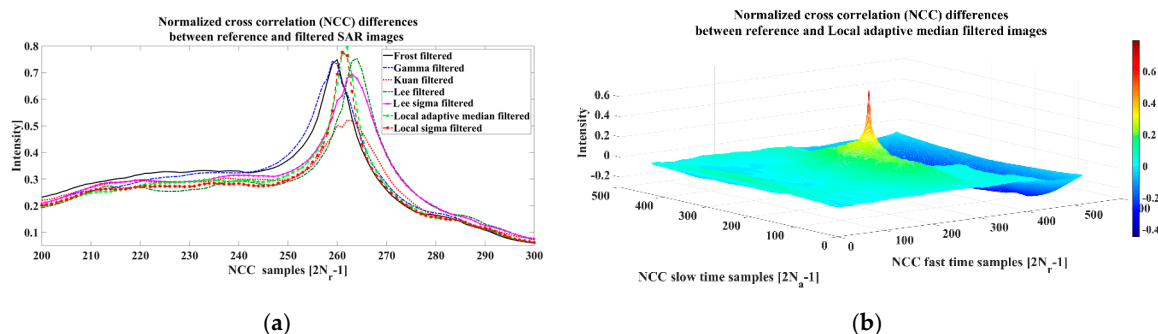 Normalized cross correlation (NCC) differences
between reference and filtered SAR images
Intensity]
0.8
0.7
0.6
0.5
0.4
0.3
0.2
0.1
200
210
220
230
240
250
260
270
280
290
300
NCC samples [2Nr-1]
Frost filtered
Gamma filtered
Kuan filtered
Lee filtered
Lee sigma filtered
Local adaptive median filtered
Local sigma filtered
(a)
Normalized cross correlation (NCC) differences
between reference and Local adaptive median filtered images
Intensity
0.6
0.4
0.2
0
-0.2
500
400
300
200
100
0
NCC slow time samples [2Na-1]
0
100
200
300
400
500
NCC fast time samples [2Nr-1]
0.6
0.4
0.2
0
-0.2
-0.4
(b)